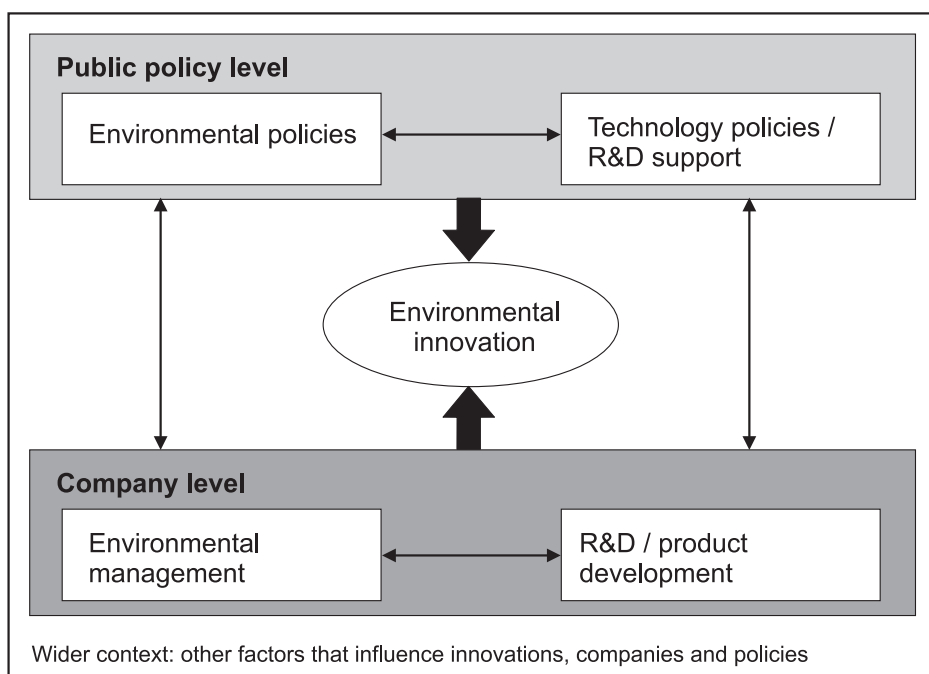 Public policy level
Environmental policies
Technology policies /
R&D support
Environmental
innovation
Company level
Environmental
management
R&D / product
development
Wider context: other factors that influence innovations, companies and policies